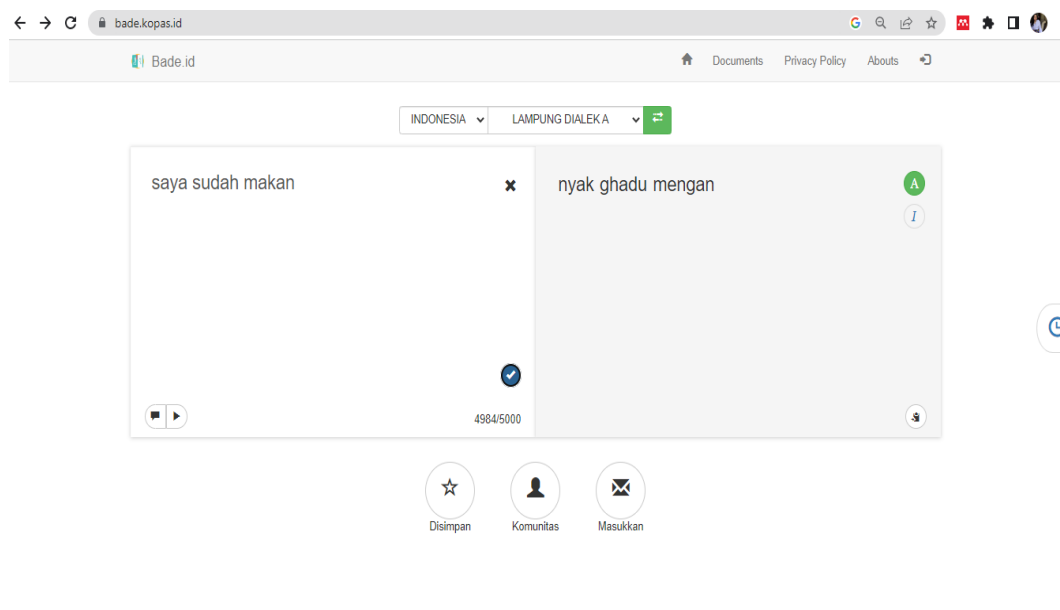 bade.kopas.id
Bade.id
Documents Privacy Policy Abouts
INDONESIA LAMPUNG DIALEK A
saya sudah makan
nyak ghadu mengan
A
I
4984/5000
Disimpan Komunitas Masukkan